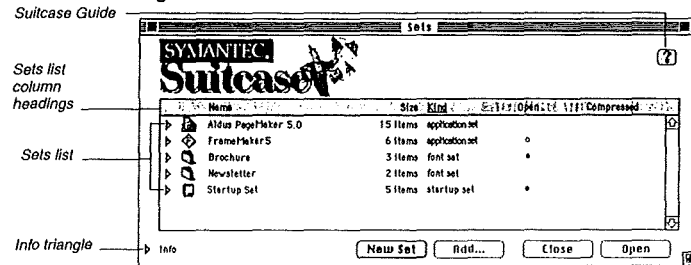 Suitcase Guide
Sets
SYMANTEC.
Suitcase
?
Sets list
column
headings
Name Size Kind Open Compressed
Aldus PageMaker 5.0 15 items application set
FrameMaker5 6 items application set
Sets list
Brochure 3 items font set
Newsletter 2 items font set
Startup Set 5 items startup set
Info triangle
Info
New Set Add... Close Open